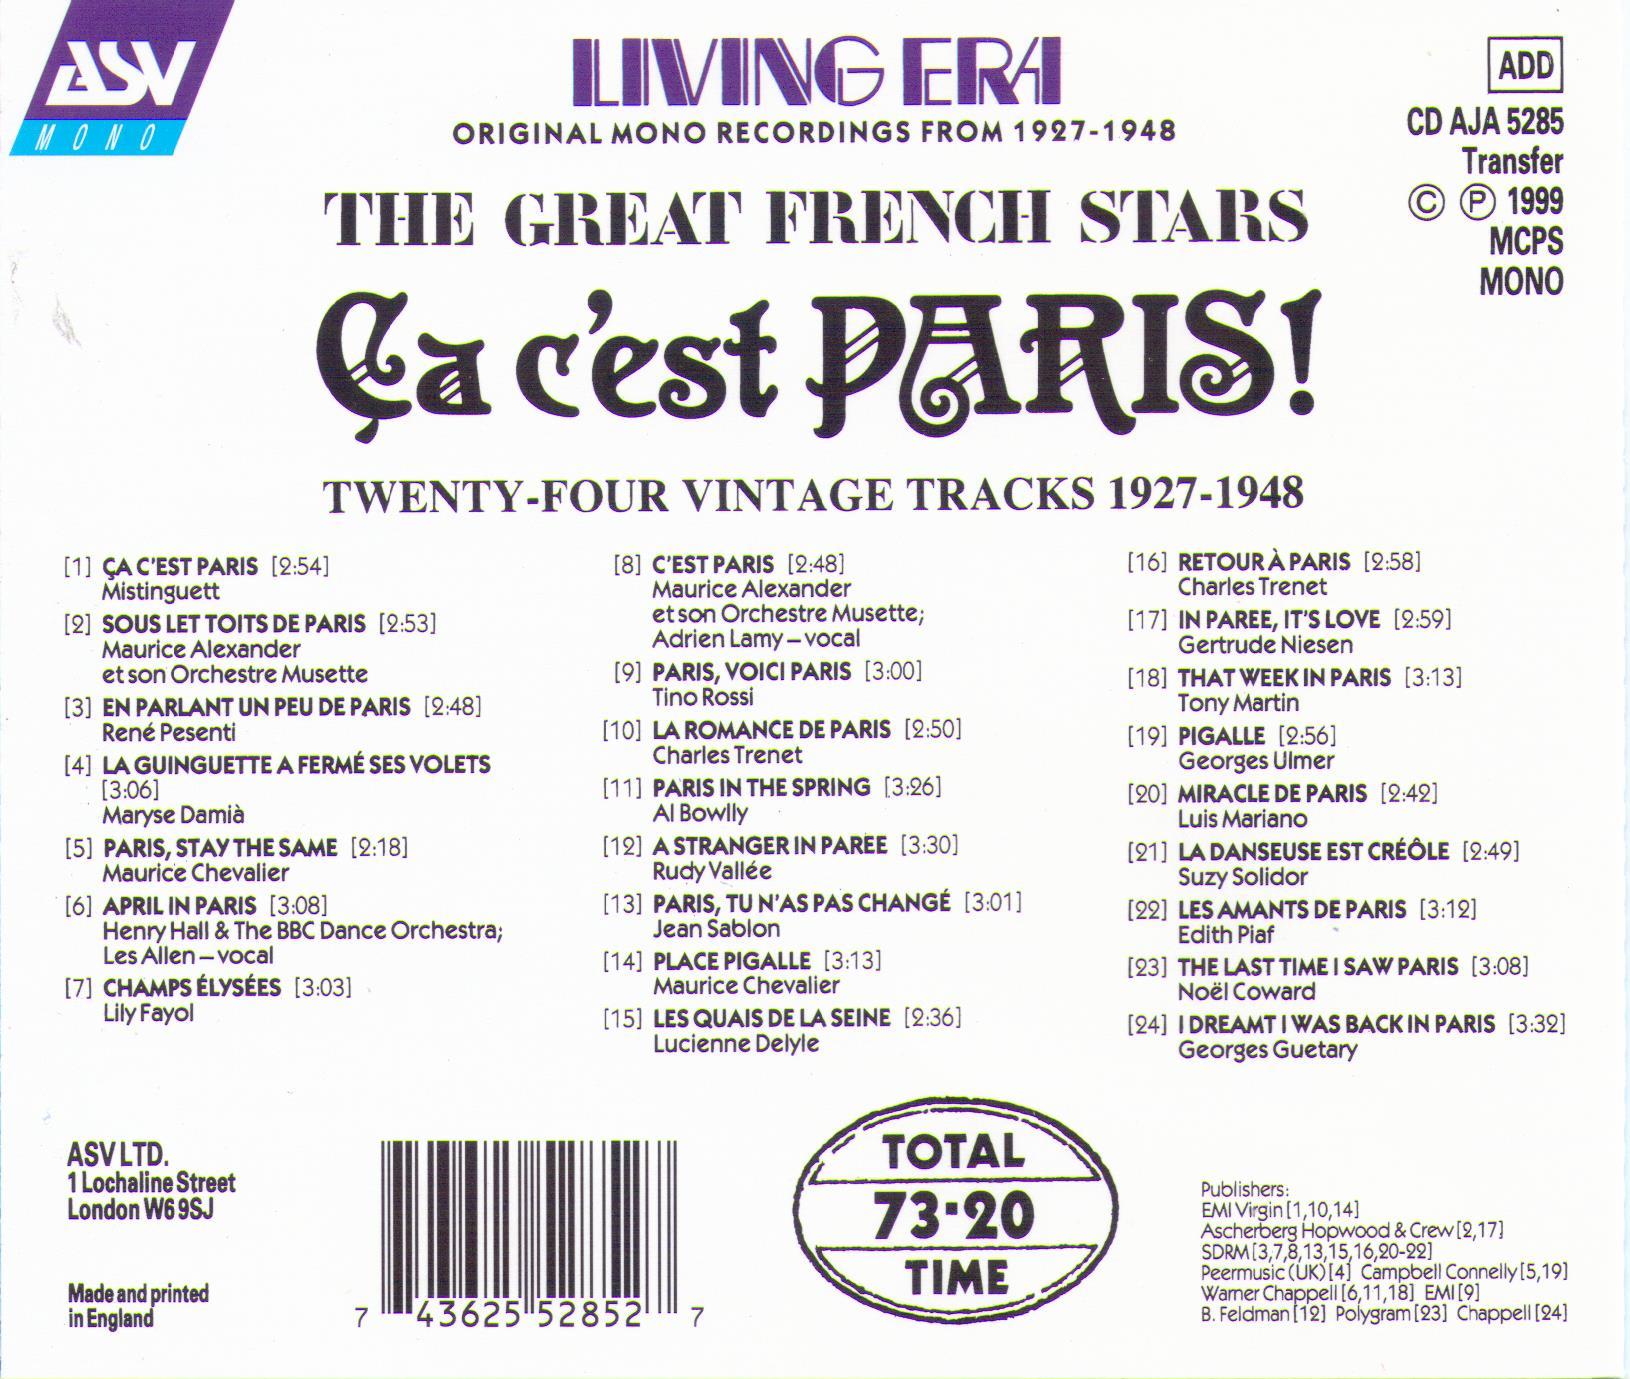 ASV
MONO
LIVING ERA
ORIGINAL MONO RECORDINGS FROM 1927-1948
ADD
CD AJA 5285
Transfer
© ℗ 1999
MCPS
MONO
THE GREAT FRENCH STARS
Ça c'est PARIS!
TWENTY-FOUR VINTAGE TRACKS 1927-1948
[1] ÇA C'EST PARIS [2:54]
Mistinguett
[2] SOUS LET TOITS DE PARIS [2:53]
Maurice Alexander
et son Orchestre Musette
[3] EN PARLANT UN PEU DE PARIS [2:48]
René Pesenti
[4] LA GUINGUETTE A FERMÉ SES VOLETS
[3:06]
Maryse Damià
[5] PARIS, STAY THE SAME [2:18]
Maurice Chevalier
[6] APRIL IN PARIS [3:08]
Henry Hall & The BBC Dance Orchestra;
Les Allen – vocal
[7] CHAMPS ÉLYSÉES [3:03]
Lily Fayol
[8] C'EST PARIS [2:48]
Maurice Alexander
et son Orchestre Musette;
Adrien Lamy – vocal
[9] PARIS, VOICI PARIS [3:00]
Tino Rossi
[10] LA ROMANCE DE PARIS [2:50]
Charles Trenet
[11] PARIS IN THE SPRING [3:26]
Al Bowlly
[12] A STRANGER IN PAREE [3:30]
Rudy Vallée
[13] PARIS, TU N'AS PAS CHANGÉ [3:01]
Jean Sablon
[14] PLACE PIGALLE [3:13]
Maurice Chevalier
[15] LES QUAIS DE LA SEINE [2:36]
Lucienne Delyle
[16] RETOUR À PARIS [2:58]
Charles Trenet
[17] IN PAREE, IT'S LOVE [2:59]
Gertrude Niesen
[18] THAT WEEK IN PARIS [3:13]
Tony Martin
[19] PIGALLE [2:56]
Georges Ulmer
[20] MIRACLE DE PARIS [2:42]
Luis Mariano
[21] LA DANSEUSE EST CRÉÔLE [2:49]
Suzy Solidor
[22] LES AMANTS DE PARIS [3:12]
Edith Piaf
[23] THE LAST TIME I SAW PARIS [3:08]
Noël Coward
[24] I DREAMT I WAS BACK IN PARIS [3:32]
Georges Guetary
ASV LTD.
1 Lochaline Street
London W6 9SJ
Made and printed
in England
7 43625 52852 7
TOTAL
73·20
TIME
Publishers:
EMI Virgin [1,10,14]
Ascherberg Hopwood & Crew [2,17]
SDRM [3,7,8,13,15,16,20-22]
Peermusic (UK) [4] Campbell Connelly [5,19]
Warner Chappell [6,11,18] EMI [9]
B. Feldman [12] Polygram [23] Chappell [24]